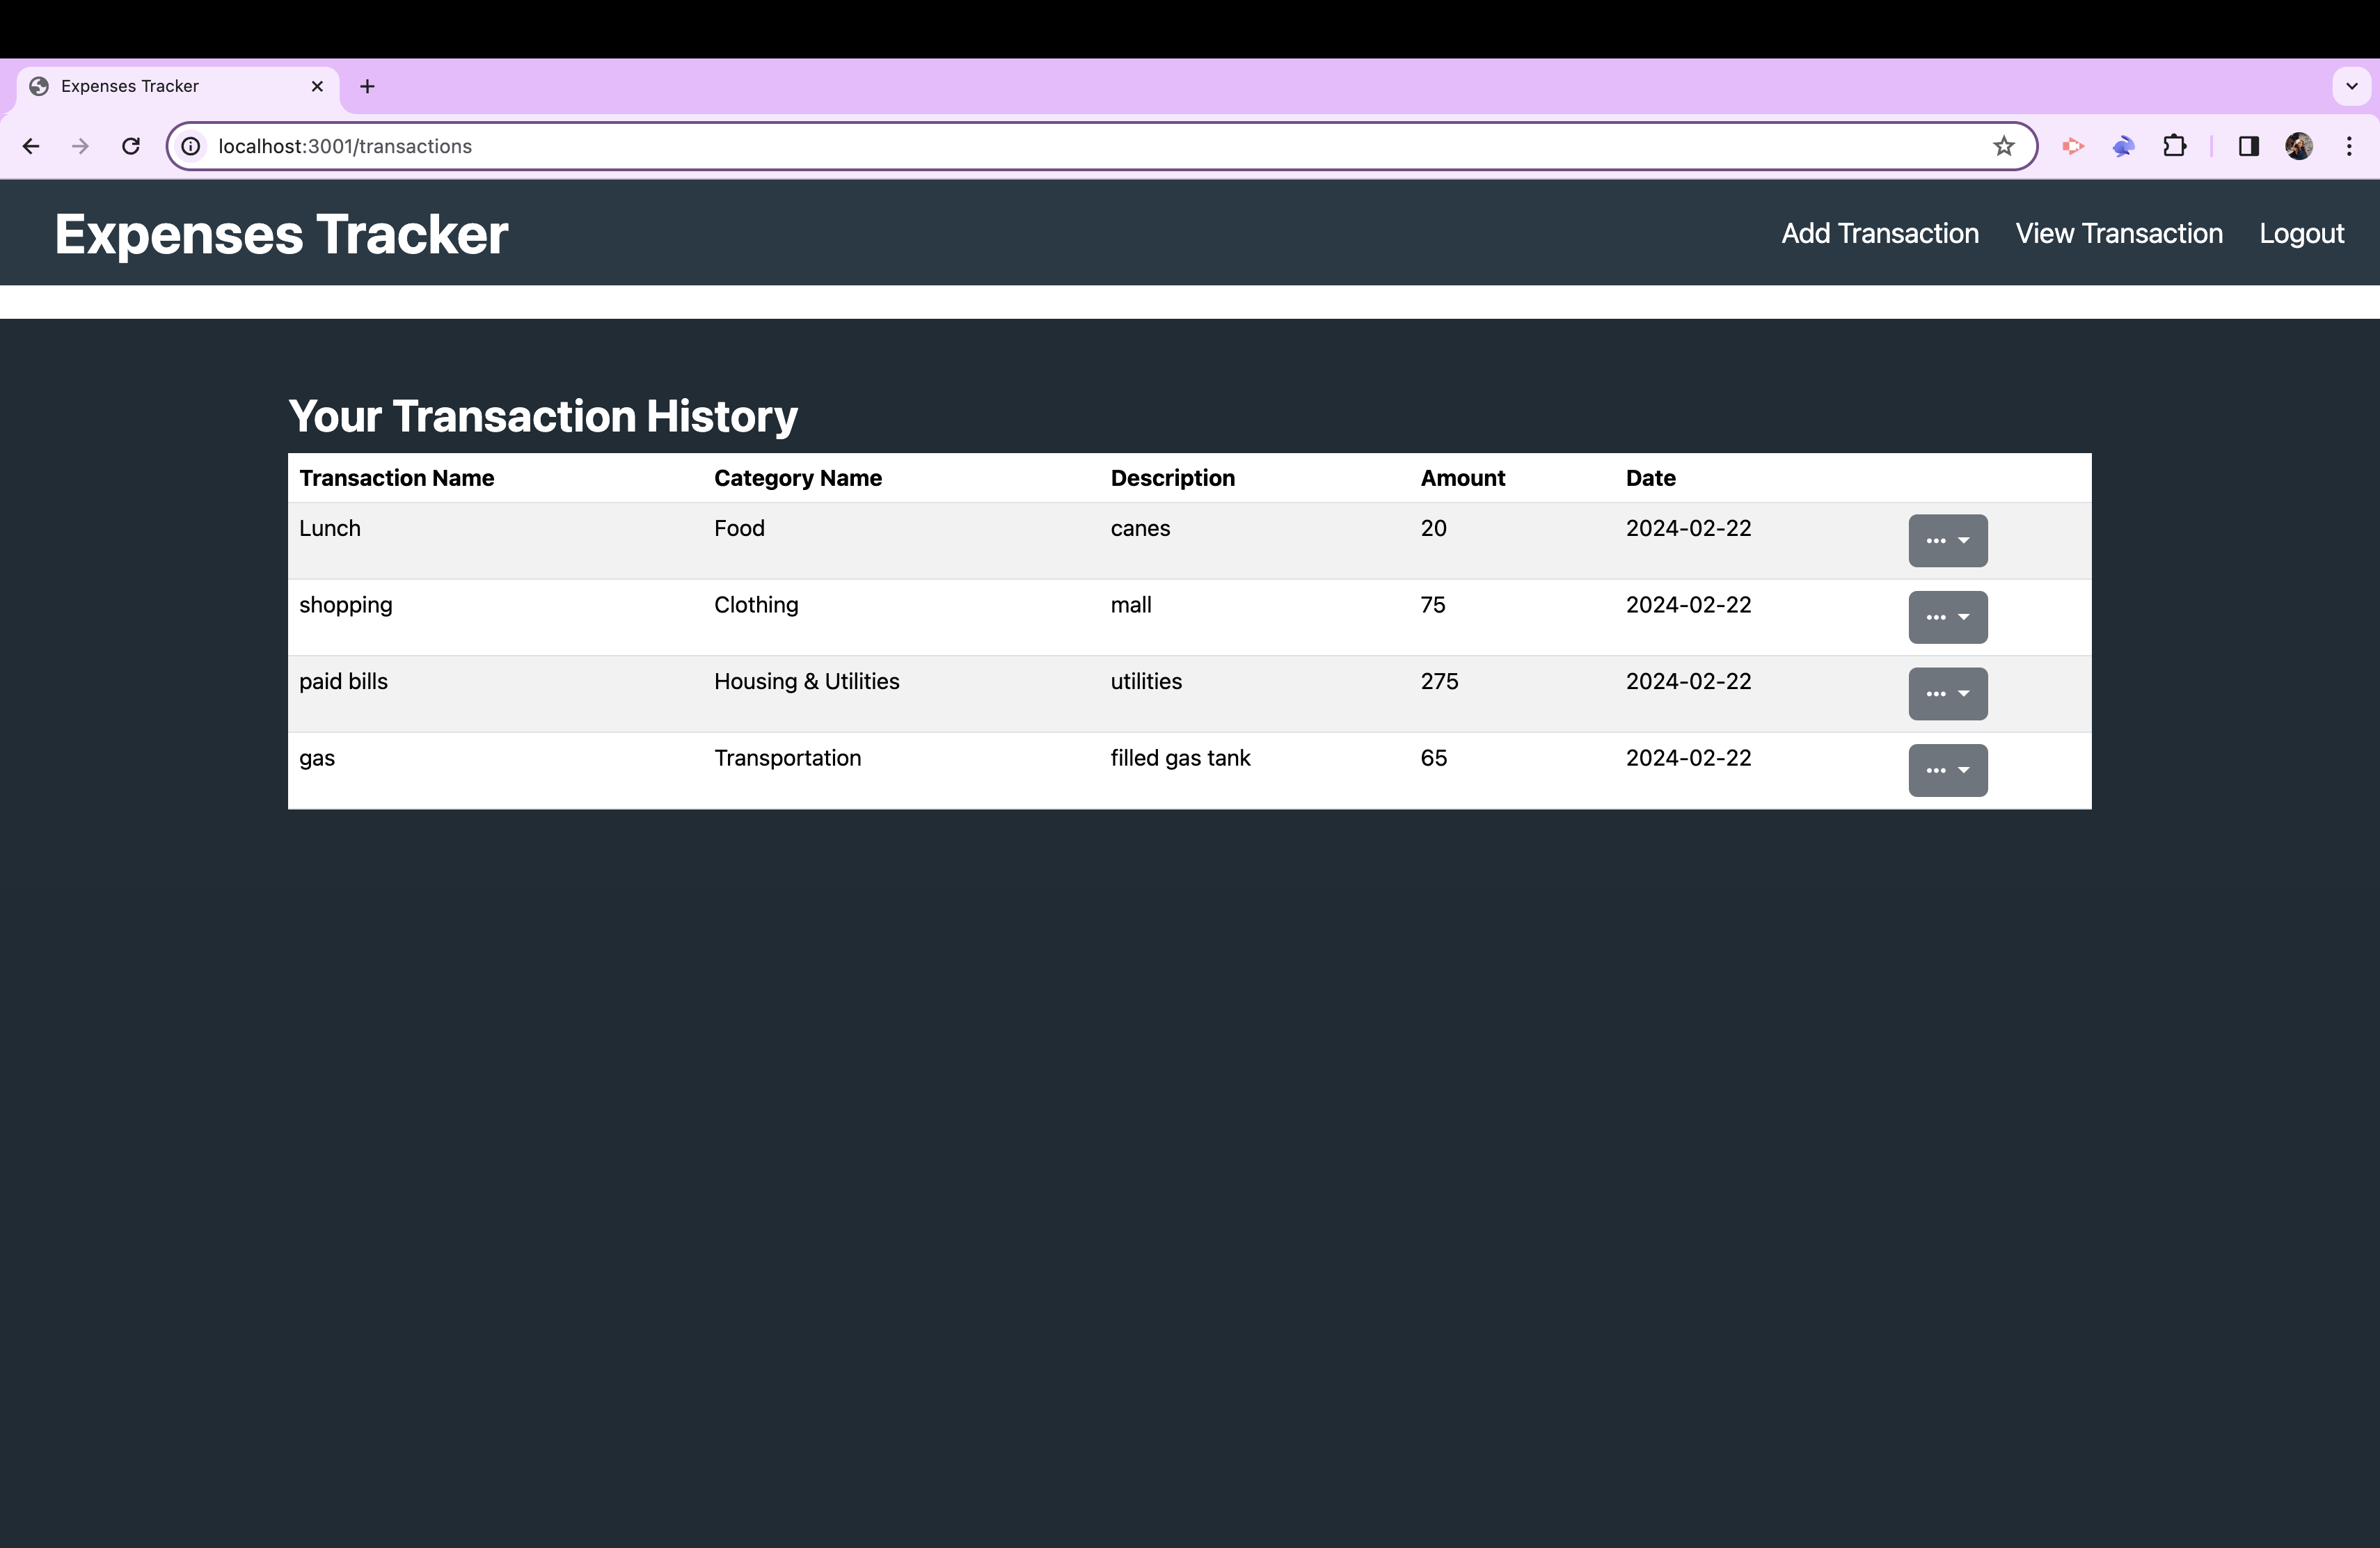 Expenses Tracker
localhost:3001/transactions
Expenses Tracker
Add Transaction View Transaction Logout
Your Transaction History
Transaction Name Category Name Description Amount Date
Lunch Food canes 20 2024-02-22
shopping Clothing mall 75 2024-02-22
paid bills Housing & Utilities utilities 275 2024-02-22
gas Transportation filled gas tank 65 2024-02-22